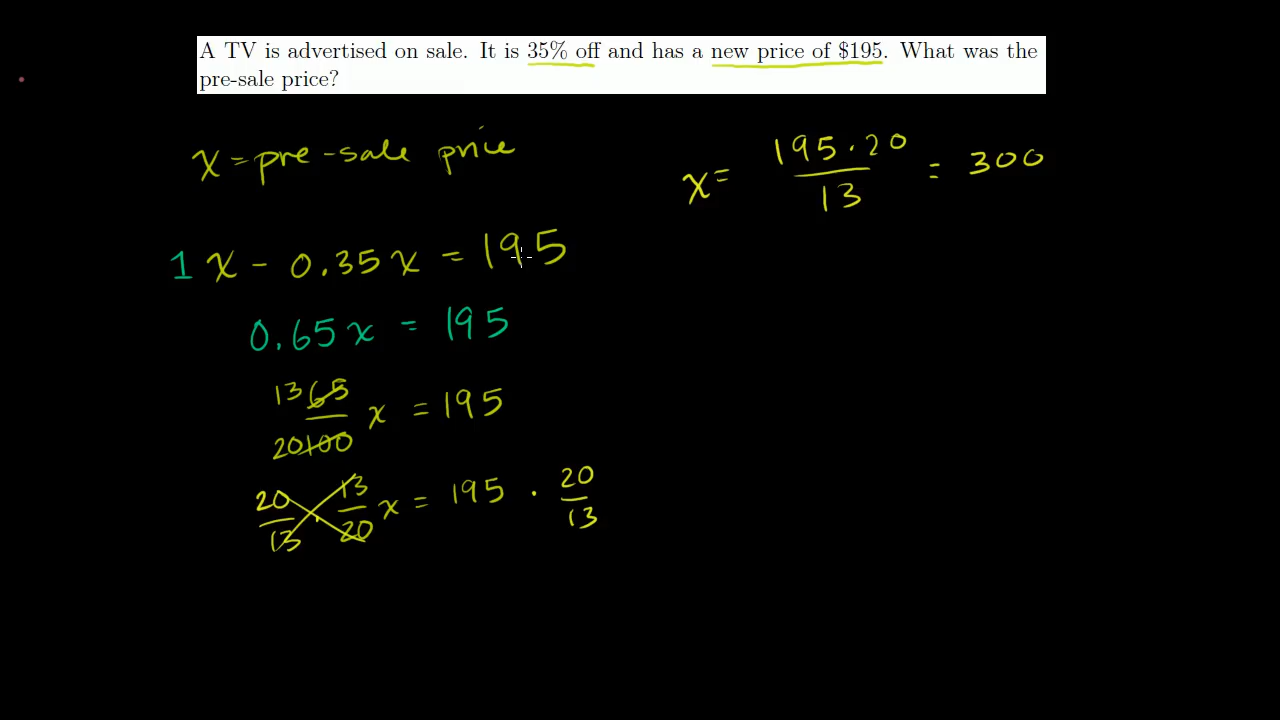 A TV is advertised on sale. It is 35% off and has a new price of $195. What was the
pre-sale price?
x = pre-sale price
1x - 0.35x = 195
0.65x = 195
13 65/20 100 x = 195
20/13 · 13/20 x = 195 · 20/13
x = 195·20/13 = 300